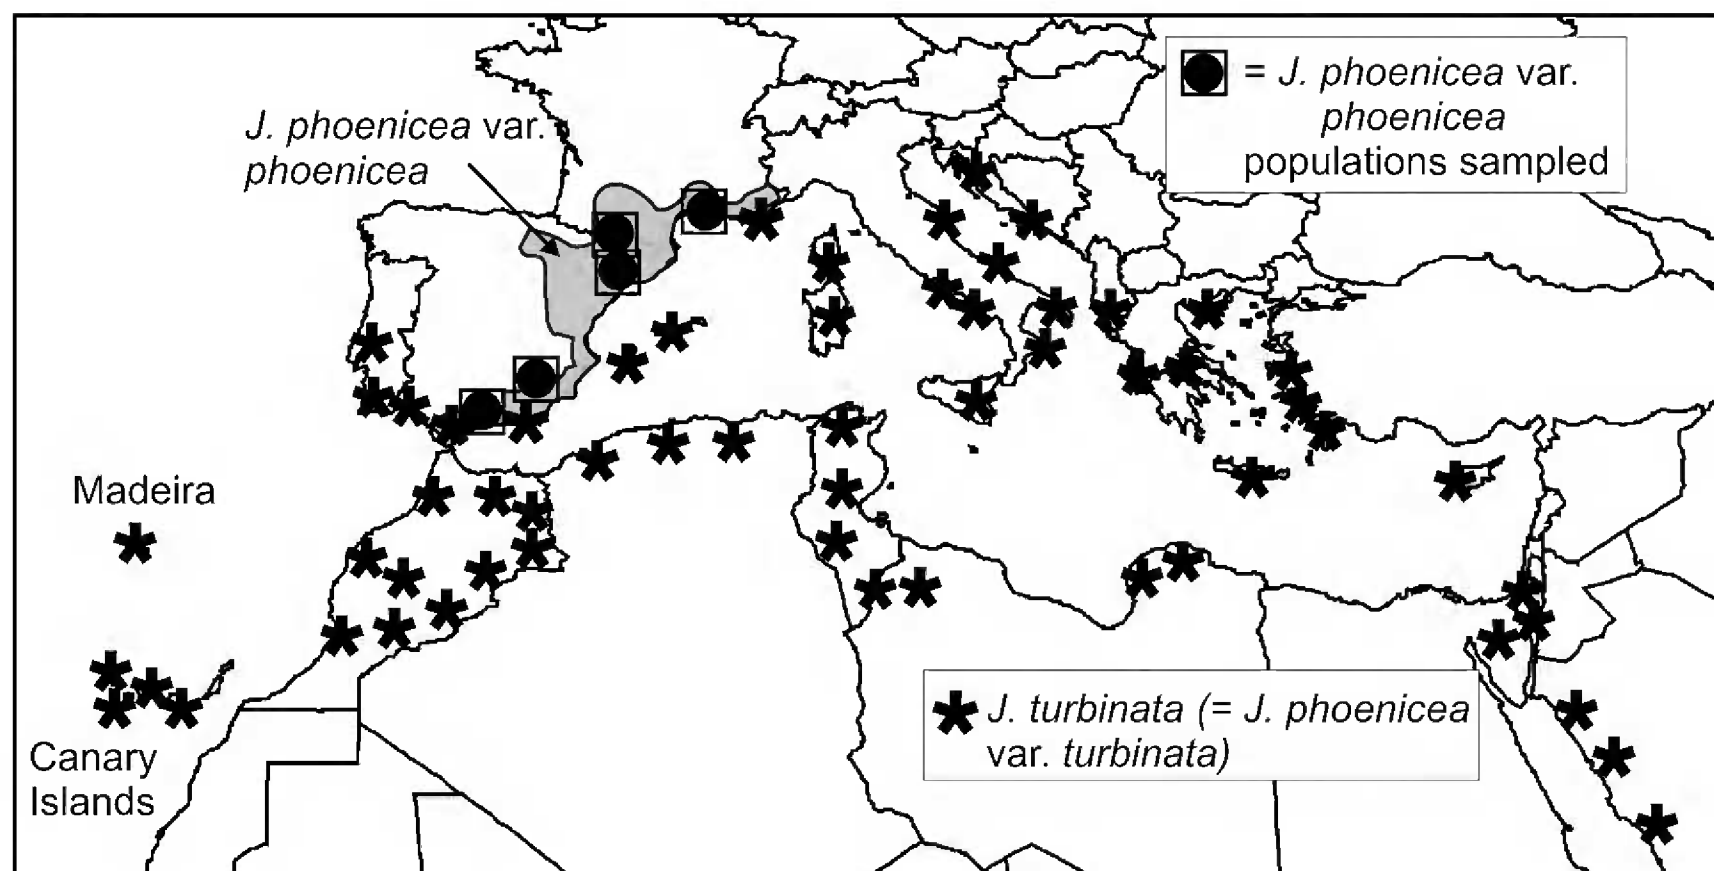 = J. phoenicea var.
phoenicea
populations sampled
J. phoenicea var.
phoenicea
Madeira
Canary
Islands
J. turbinata (= J. phoenicea
var. turbinata)